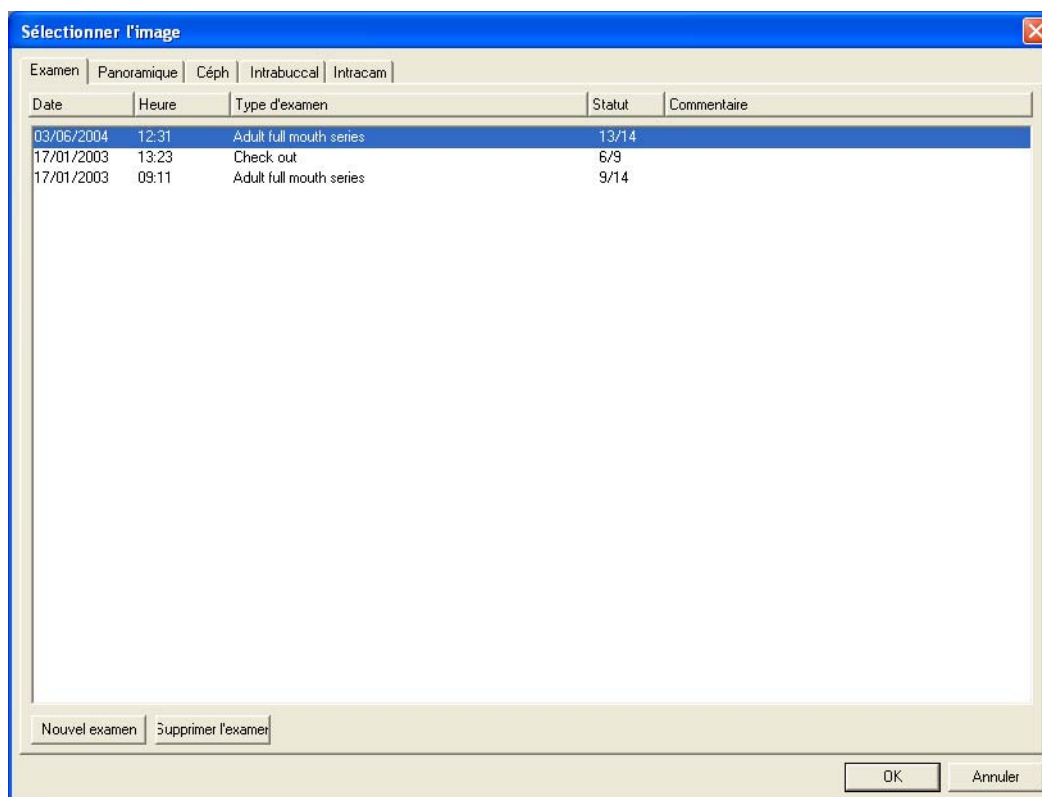 Sélectionner l'image
Examen Panoramique Céph Intrabuccal Intracam
Date Heure Type d'examen Statut Commentaire
03/06/2004 12:31 Adult full mouth series 13/14
17/01/2003 13:23 Check out 6/9
17/01/2003 09:11 Adult full mouth series 9/14
Nouvel examen Supprimer l'examen
OK Annuler